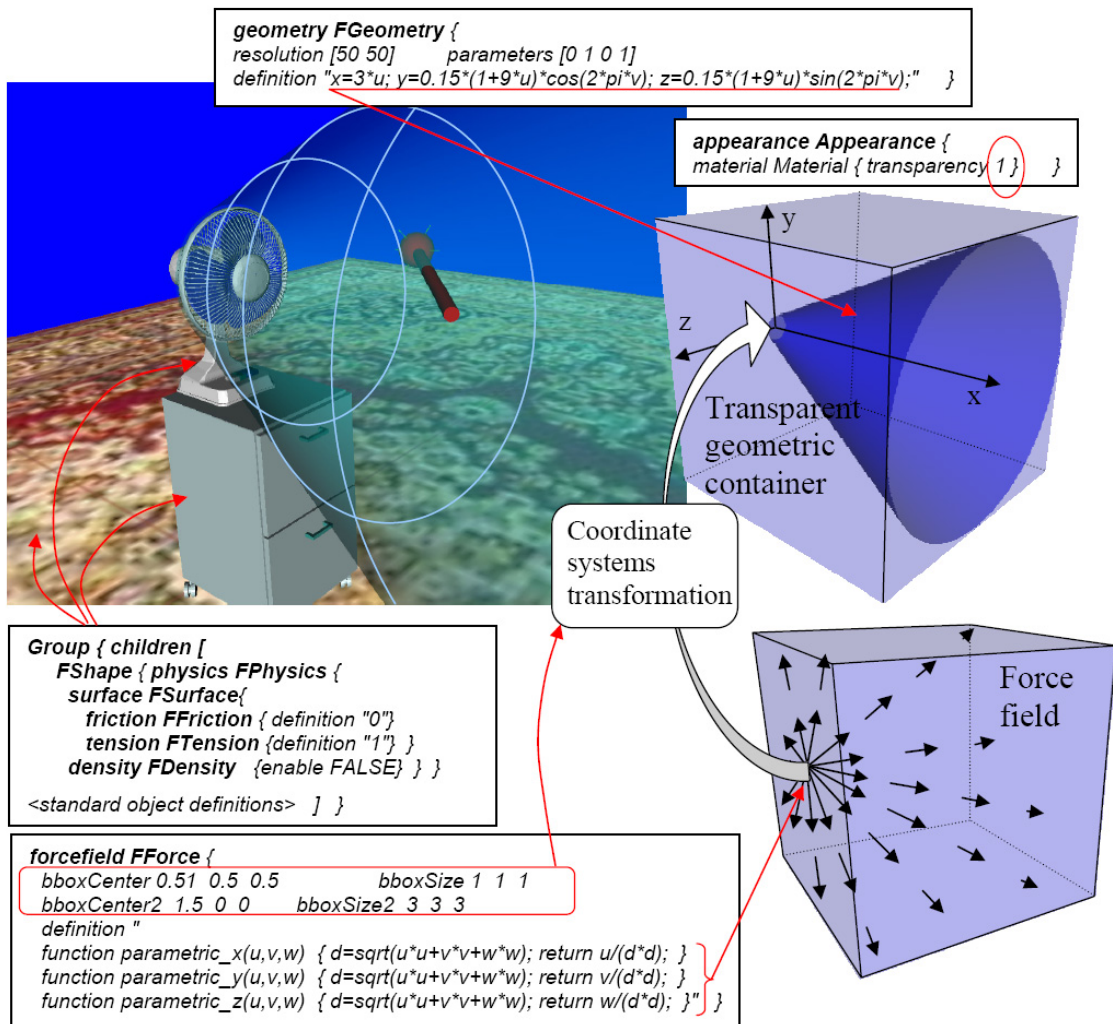 geometry FGeometry {
resolution [50 50] parameters [0 1 0 1]
definition "x=3*u; y=0.15*(1+9*u)*cos(2*pi*v); z=0.15*(1+9*u)*sin(2*pi*v);" }
appearance Appearance {
material Material { transparency 1 } }
y
z
x
Transparent
geometric
container
Coordinate
systems
transformation
Group { children [
FShape { physics FPhysics {
surface FSurface{
friction FFriction { definition "0"}
tension FTension {definition "1"} }
density FDensity {enable FALSE} } }
<standard object definitions> ] }
Force
field
forcefield FForce {
bboxCenter 0.51 0.5 0.5 bboxSize 1 1 1
bboxCenter2 1.5 0 0 bboxSize2 3 3 3
definition "
function parametric_x(u,v,w) { d=sqrt(u*u+v*v+w*w); return u/(d*d); }
function parametric_y(u,v,w) { d=sqrt(u*u+v*v+w*w); return v/(d*d); }
function parametric_z(u,v,w) { d=sqrt(u*u+v*v+w*w); return w/(d*d); }" }